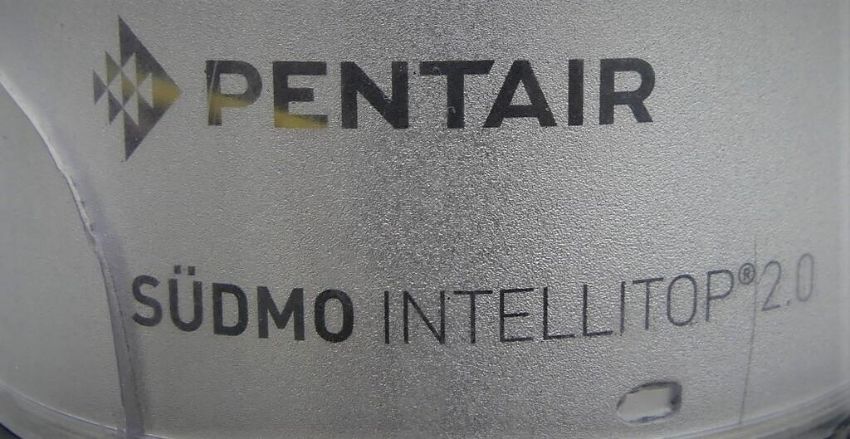 PENTAIR
SÜDMO INTELLITOP® 2.0